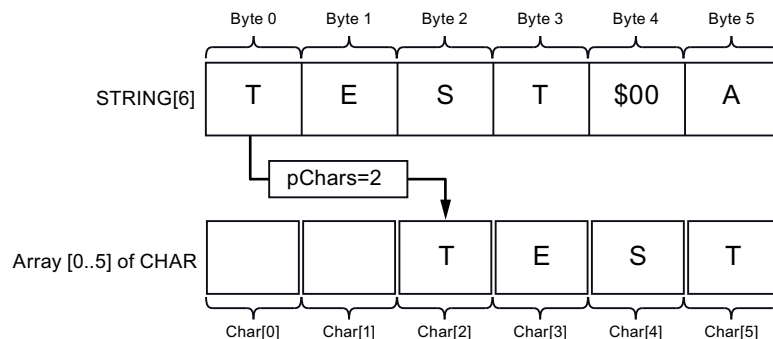 Byte 0 Byte 1 Byte 2 Byte 3 Byte 4 Byte 5
STRING[6] T E S T $00 A
pChars=2
Array [0..5] of CHAR T E S T
Char[0] Char[1] Char[2] Char[3] Char[4] Char[5]